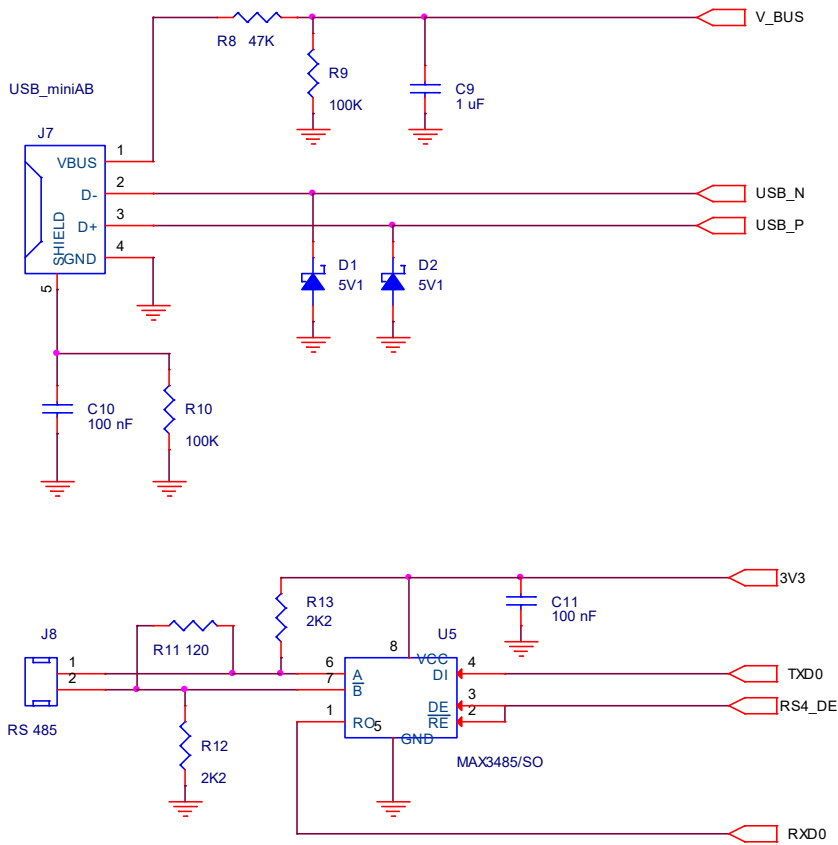 V_BUS
R8 47K
R9
100K
C9
1 uF
USB_miniAB
J7
VBUS
1
D-
2
D+
3
GND
4
SHIELD
5
USB_N
USB_P
D1
5V1
D2
5V1
C10
100 nF
R10
100K
3V3
R13
2K2
C11
100 nF
J8
R11 120
U5
8
VCC
1
2
6
7
A
B
DI
4
TXD0
DE
3
RE
2
RS4_DE
1
RO
5
GND
RS 485
R12
2K2
MAX3485/SO
RXD0